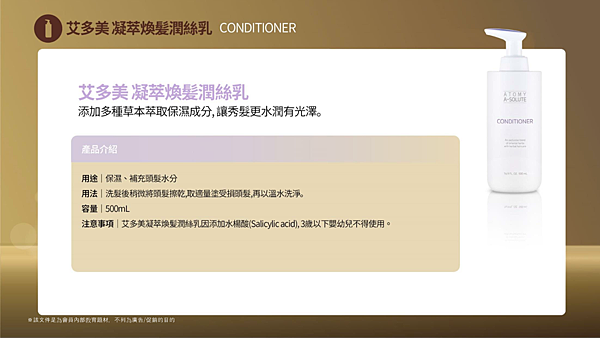 艾多美 凝萃煥髮潤絲乳 CONDITIONER
艾多美 凝萃煥髮潤絲乳
添加多種草本萃取保濕成分, 讓秀髮更水潤有光澤。
產品介紹
用途｜保濕、補充頭髮水分
用法｜洗髮後稍微將頭髮擦乾,取適量塗受損頭髮,再以溫水洗淨。
容量｜500mL
注意事項｜艾多美凝萃煥髮潤絲乳因添加水楊酸(Salicylic acid), 3歲以下嬰幼兒不得使用。
ATOMY
A-SOLUTE
CONDITIONER
※該文件是為會員內部教育題材，不利為廣告/促銷的目的